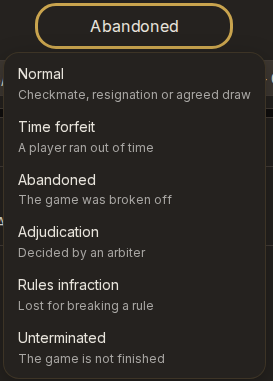 Abandoned
Normal
Checkmate, resignation or agreed draw
Time forfeit
A player ran out of time
Abandoned
The game was broken off
Adjudication
Decided by an arbiter
Rules infraction
Lost for breaking a rule
Unterminated
The game is not finished